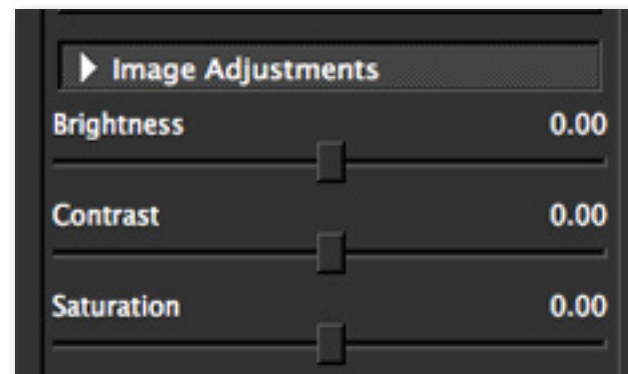 Image Adjustments
Brightness 0.00
Contrast 0.00
Saturation 0.00